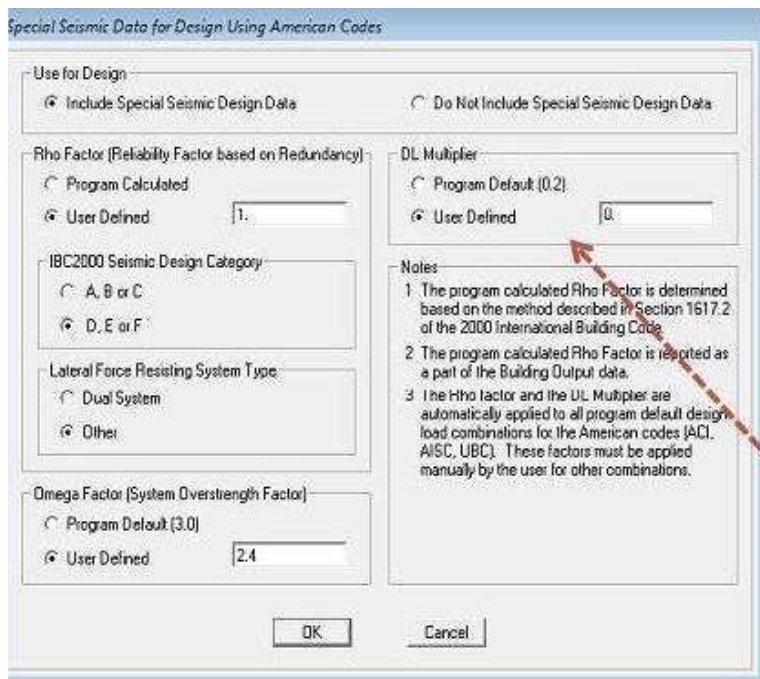 Special Seismic Data for Design Using American Codes
Use for Design
Include Special Seismic Design Data
Do Not Include Special Seismic Design Data
Rho Factor (Reliability Factor based on Redundancy)
Program Calculated
User Defined
1.
IBC2000 Seismic Design Category
A, B or C
D, E or F
Lateral Force Resisting System Type
Dual System
Other
Omega Factor (System Overstrength Factor)
Program Default (3.0)
User Defined
2.4
DL Multiplier
Program Default (0.2)
User Defined
0.
Notes
1 The program calculated Rho Factor is determined
based on the method described in Section 1617.2
of the 2000 International Building Code.
2 The program calculated Rho Factor is reported as
a part of the Building Output data.
3 The Rho factor and the DL Multiplier are
automatically applied to all program default design
load combinations for the American codes (ACI,
AISC, UBC). These factors must be applied
manually by the user for other combinations.
OK
Cancel